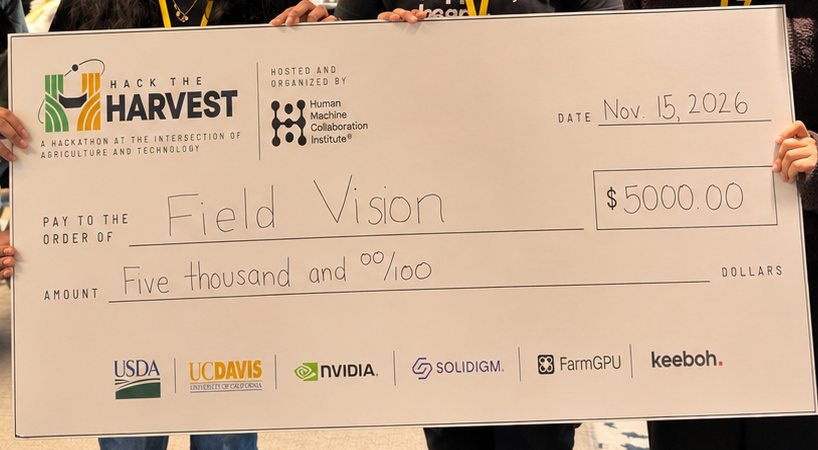 HACK THE
HARVEST
A HACKATHON AT THE INTERSECTION OF
AGRICULTURE AND TECHNOLOGY
HOSTED AND
ORGANIZED BY
Human
Machine
Collaboration
Institute®
DATE Nov. 15, 2026
PAY TO THE
ORDER OF Field Vision
$5000.00
AMOUNT Five thousand and 00/100 DOLLARS
USDA
UCDAVIS
UNIVERSITY OF CALIFORNIA
NVIDIA.
SOLIDIGM.
FarmGPU
keeboh.